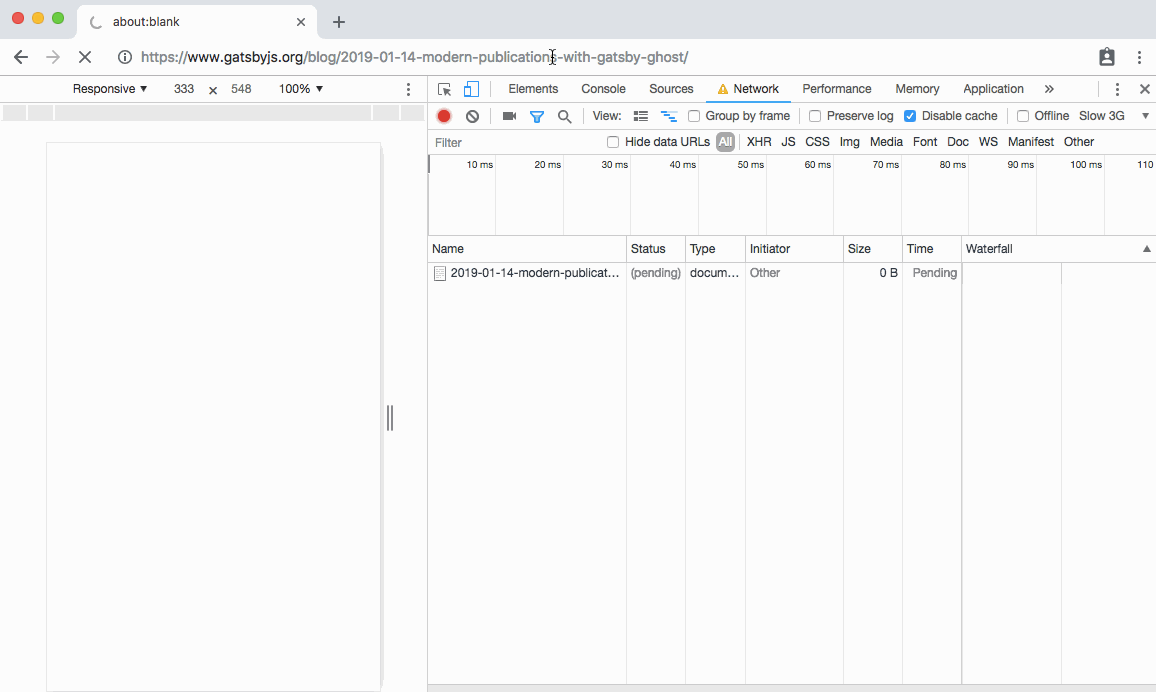 about:blank
https://www.gatsbyjs.org/blog/2019-01-14-modern-publications-with-gatsby-ghost/
Responsive ▼ 333 × 548 100% ▼
Elements Console Sources Network Performance Memory Application »
View: Group by frame Preserve log Disable cache Offline Slow 3G ▼
Filter Hide data URLs All XHR JS CSS Img Media Font Doc WS Manifest Other
10 ms 20 ms 30 ms 40 ms 50 ms 60 ms 70 ms 80 ms 90 ms 100 ms 110
Name Status Type Initiator Size Time Waterfall ▲
2019-01-14-modern-publicat... (pending) docum... Other 0 B Pending